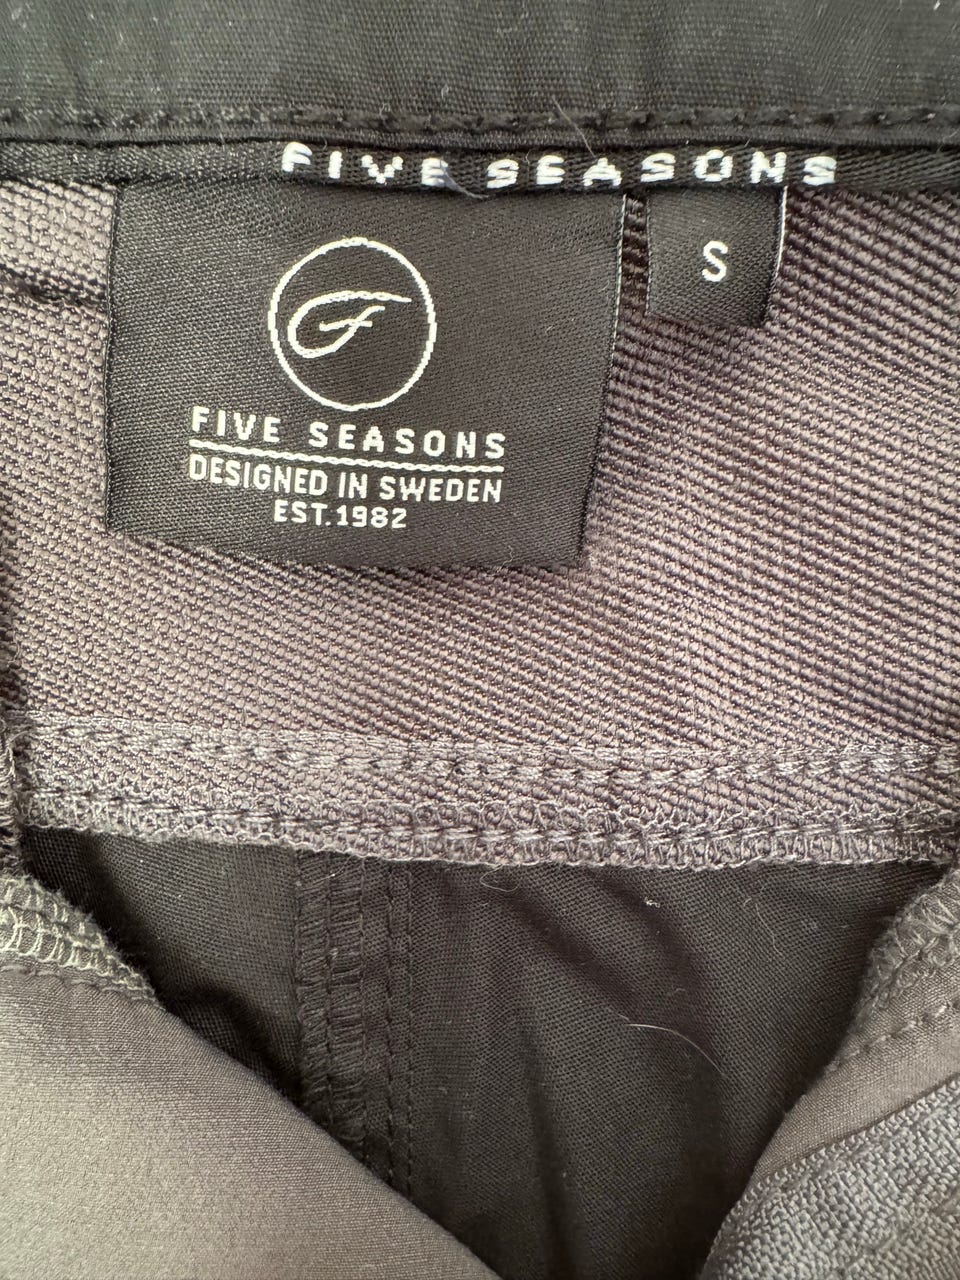 FIVE SEASONS
S
F
FIVE SEASONS
DESIGNED IN SWEDEN
EST.1982